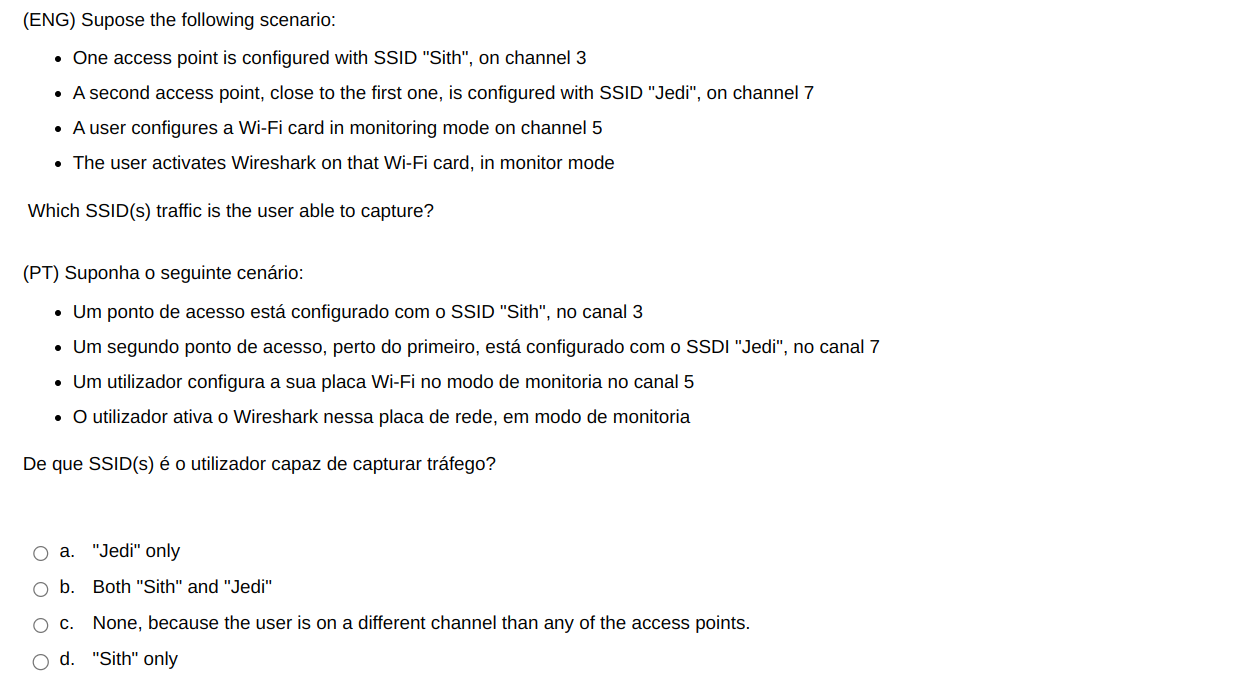 (ENG) Supose the following scenario:
• One access point is configured with SSID "Sith", on channel 3
• A second access point, close to the first one, is configured with SSID "Jedi", on channel 7
• A user configures a Wi-Fi card in monitoring mode on channel 5
• The user activates Wireshark on that Wi-Fi card, in monitor mode
Which SSID(s) traffic is the user able to capture?
(PT) Suponha o seguinte cenário:
• Um ponto de acesso está configurado com o SSID "Sith", no canal 3
• Um segundo ponto de acesso, perto do primeiro, está configurado com o SSDI "Jedi", no canal 7
• Um utilizador configura a sua placa Wi-Fi no modo de monitoria no canal 5
• O utilizador ativa o Wireshark nessa placa de rede, em modo de monitoria
De que SSID(s) é o utilizador capaz de capturar tráfego?
a. "Jedi" only
b. Both "Sith" and "Jedi"
c. None, because the user is on a different channel than any of the access points.
d. "Sith" only